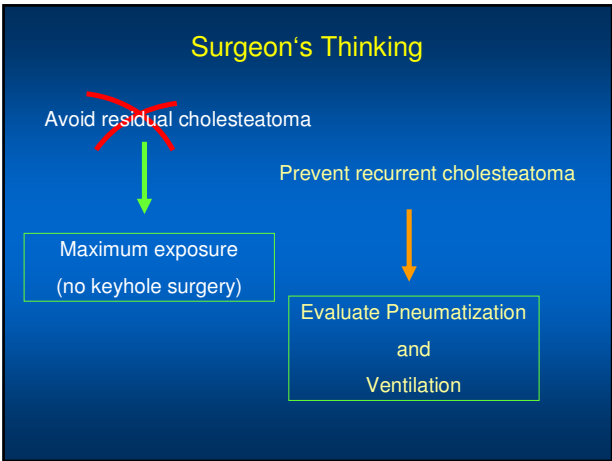 Surgeon‘s Thinking
Avoid residual cholesteatoma
Prevent recurrent cholesteatoma
Maximum exposure
(no keyhole surgery)
Evaluate Pneumatization
and
Ventilation